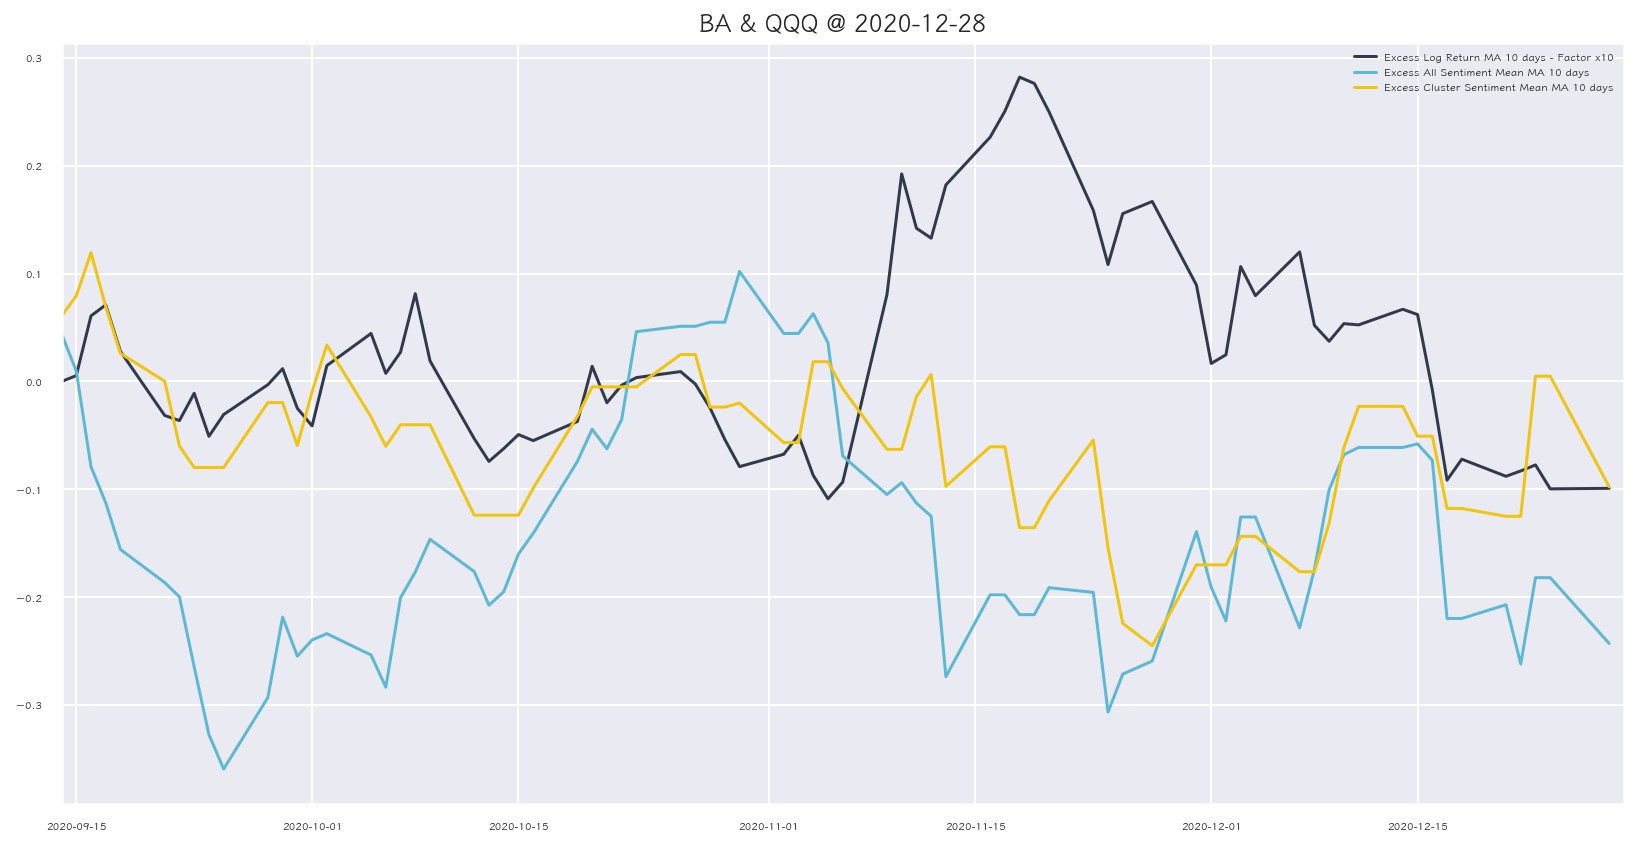 BA & QQQ @ 2020-12-28
Excess Log Return MA 10 days - Factor x10
Excess All Sentiment Mean MA 10 days
Excess Cluster Sentiment Mean MA 10 days
0.3
0.2
0.1
0.0
−0.1
−0.2
−0.3
2020-09-15 2020-10-01 2020-10-15 2020-11-01 2020-11-15 2020-12-01 2020-12-15